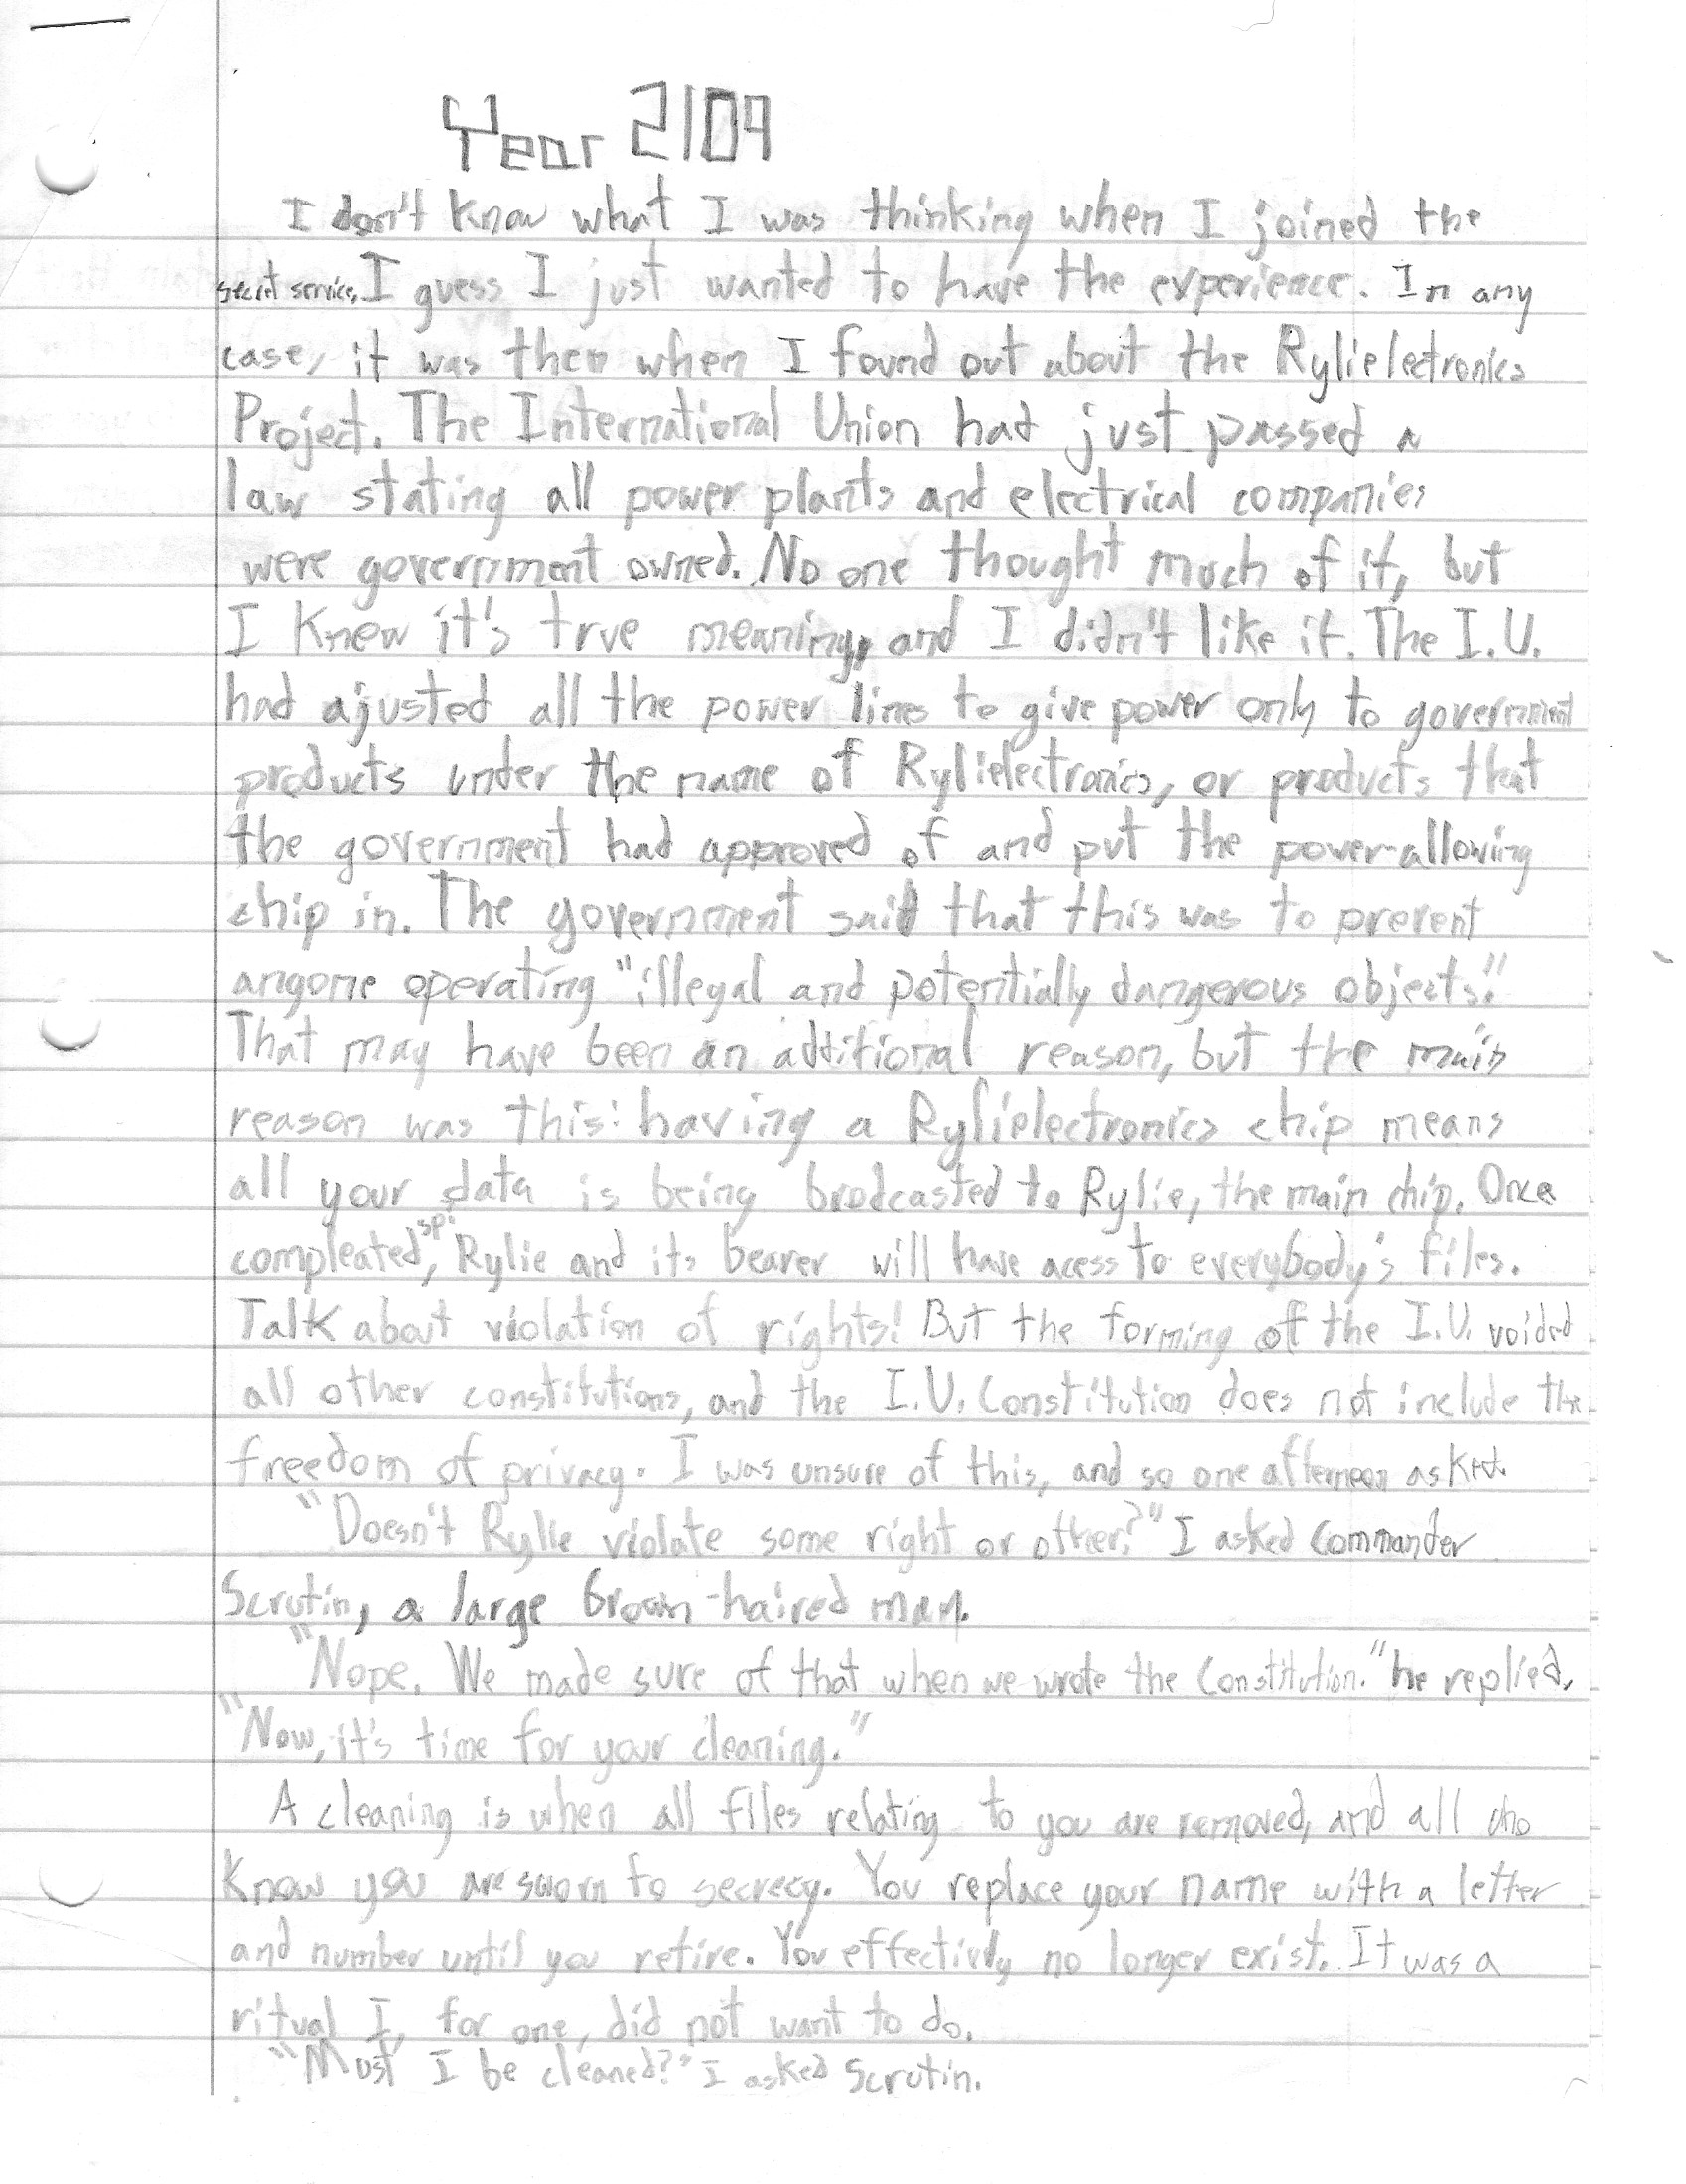 Year 2109
I don't know what I was thinking when I joined the
secret service, I guess I just wanted to have the experience. In any
case, it was then when I found out about the Rylielectronics
Project. The International Union had just passed a
law stating all power plants and electrical companies
were government owned. No one thought much of it, but
I knew it's true meaning, and I didn't like it. The I.U.
had ajusted all the power lines to give power only to government
products under the name of Rylielectronics, or products that
the government had approved of and put the power-allowing
chip in. The government said that this was to prevent
anyone operating "illegal and potentially dangerous objects."
That may have been an additional reason, but the main
reason was this: having a Rylielectronics chip means
all your data is being brodcasted to Rylie, the main chip. Once
compleated, sp. Rylie and its bearer will have acess to everybody's files.
Talk about violation of rights! But the forming of the I.U. voided
all other constitutions, and the I.U. Constitution does not include the
freedom of privacy. I was unsure of this, and so one afternoon asked.
"Doesn't Rylie violate some right or other?" I asked Commander
Scrutin, a large brown-haired man.
"Nope. We made sure of that when we wrote the Constitution." he replied.
"Now, it's time for your cleaning."
A cleaning is when all files relating to you are removed, and all who
know you are sworn to secrecy. You replace your name with a letter
and number until you retire. You effectively no longer exist. It was a
ritual I, for one, did not want to do.
"Must I be cleaned?" I asked Scrutin.